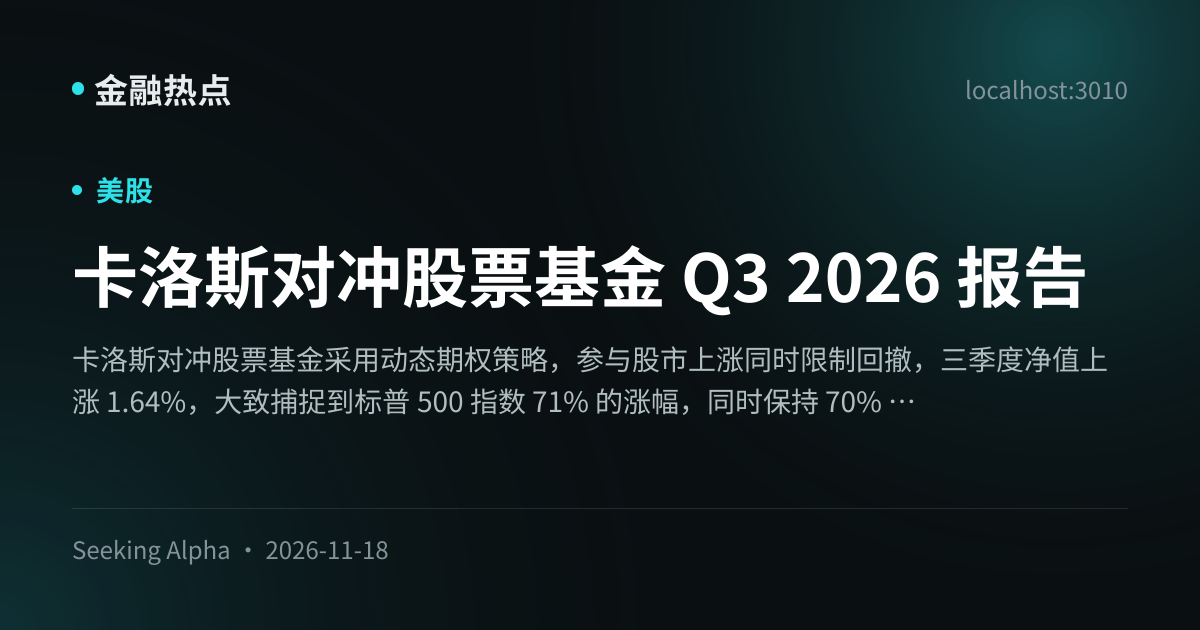 金融热点
localhost:3010
美股
卡洛斯对冲股票基金 Q3 2026 报告
卡洛斯对冲股票基金采用动态期权策略，参与股市上涨同时限制回撤，三季度净值上
涨 1.64%，大致捕捉到标普 500 指数 71% 的涨幅，同时保持 70% …
Seeking Alpha · 2026-11-18